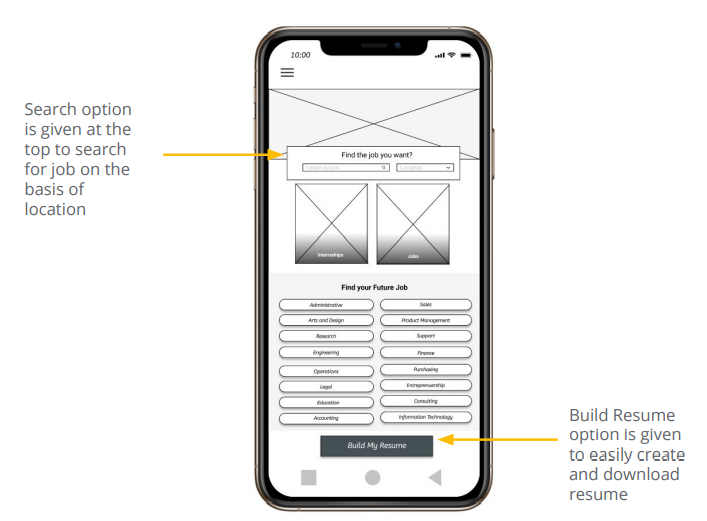 10:00
Search option
is given at the
top to search
for job on the
basis of
location
Find the job you want?
Lorem ipsum
Location
Internships
Jobs
Find your Future Job
Administrative
Sales
Arts and Design
Product Management
Research
Support
Engineering
Finance
Operations
Purchasing
Legal
Entreprenuership
Education
Consulting
Accounting
Information Technology
Build My Resume
Build Resume
option is given
to easily create
and download
resume